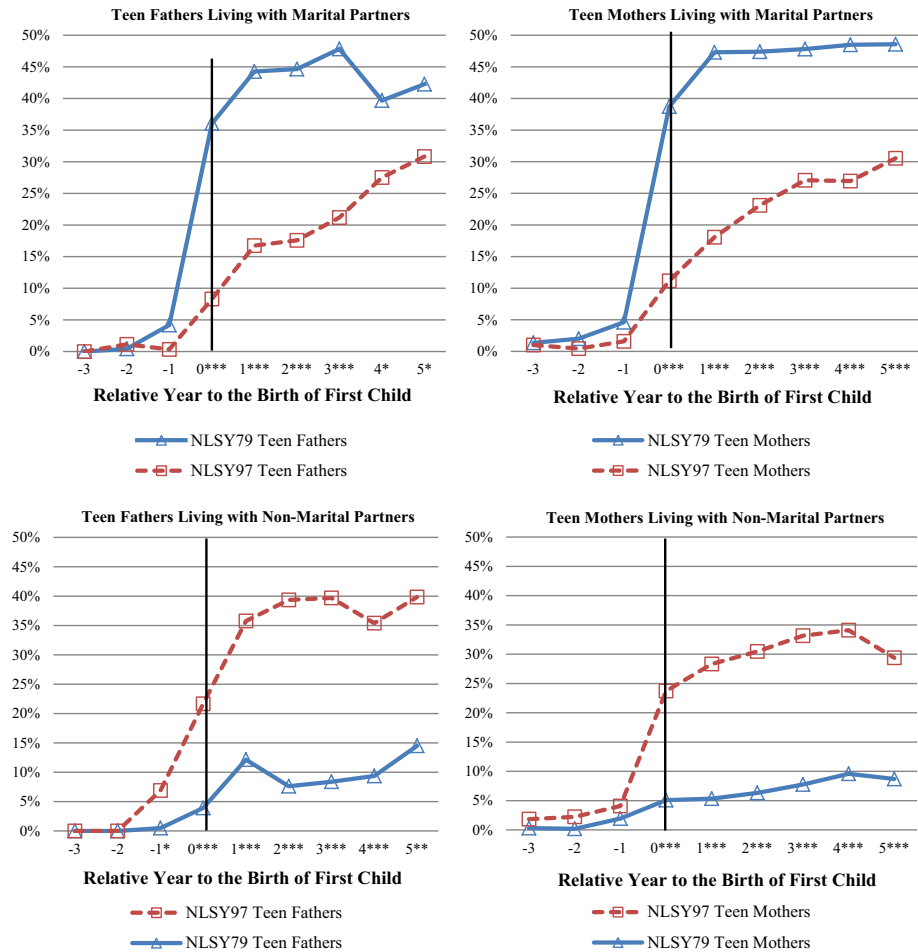 Teen Fathers Living with Marital Partners
50%
45%
40%
35%
30%
25%
20%
15%
10%
5%
0%
-3 -2 -1 0*** 1*** 2*** 3*** 4* 5*
Relative Year to the Birth of First Child
NLSY79 Teen Fathers
NLSY97 Teen Fathers
Teen Mothers Living with Marital Partners
50%
45%
40%
35%
30%
25%
20%
15%
10%
5%
0%
-3 -2 -1 0*** 1*** 2*** 3*** 4*** 5***
Relative Year to the Birth of First Child
NLSY79 Teen Mothers
NLSY97 Teen Mothers
Teen Fathers Living with Non-Marital Partners
50%
45%
40%
35%
30%
25%
20%
15%
10%
5%
0%
-3 -2 -1 0*** 1*** 2*** 3*** 4*** 5**
Relative Year to the Birth of First Child
NLSY97 Teen Fathers
NLSY79 Teen Fathers
Teen Mothers Living with Non-Marital Partners
50%
45%
40%
35%
30%
25%
20%
15%
10%
5%
0%
-3 -2 -1 0*** 1*** 2*** 3*** 4*** 5***
Relative Year to the Birth of First Child
NLSY97 Teen Mothers
NLSY79 Teen Mothers